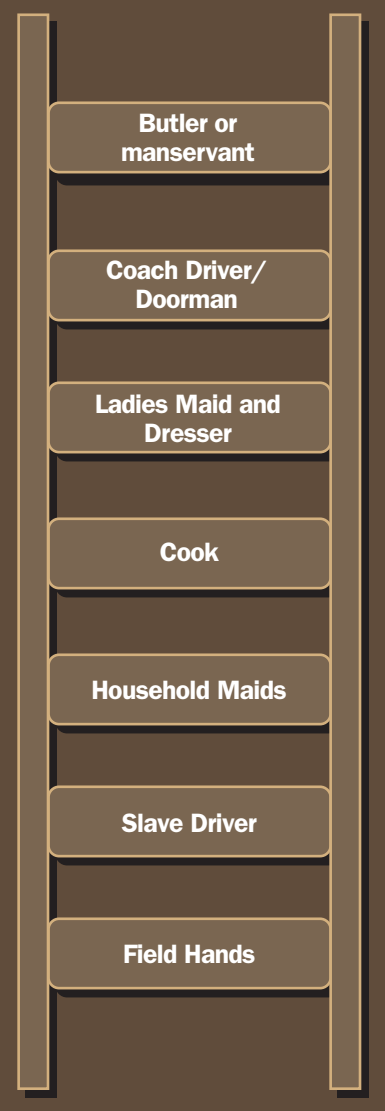 Butler or
manservant
Coach Driver/
Doorman
Ladies Maid and
Dresser
Cook
Household Maids
Slave Driver
Field Hands